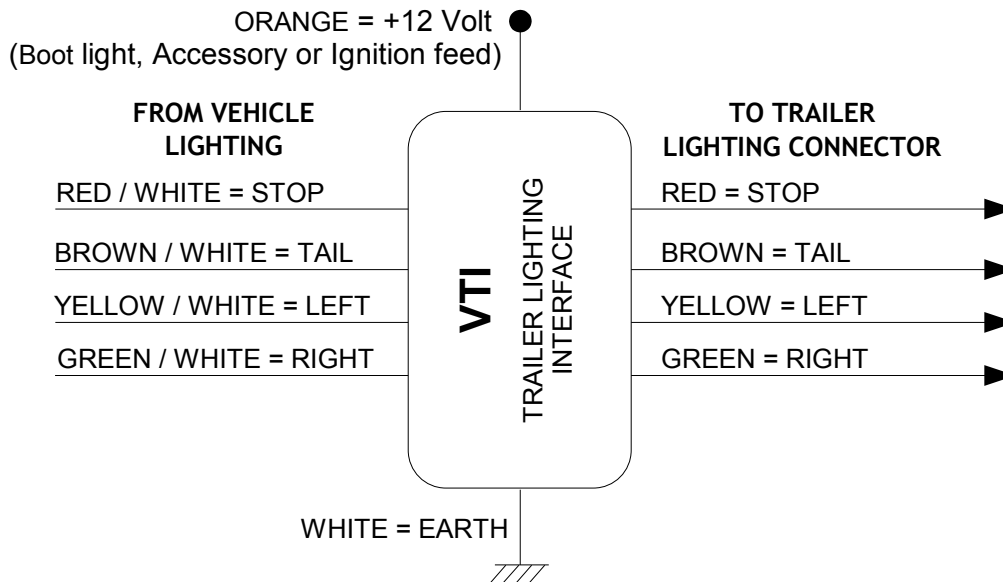 ORANGE = +12 Volt
(Boot light, Accessory or Ignition feed)
FROM VEHICLE
LIGHTING
RED / WHITE = STOP
BROWN / WHITE = TAIL
YELLOW / WHITE = LEFT
GREEN / WHITE = RIGHT
VTI
TRAILER LIGHTING
INTERFACE
TO TRAILER
LIGHTING CONNECTOR
RED = STOP
BROWN = TAIL
YELLOW = LEFT
GREEN = RIGHT
WHITE = EARTH